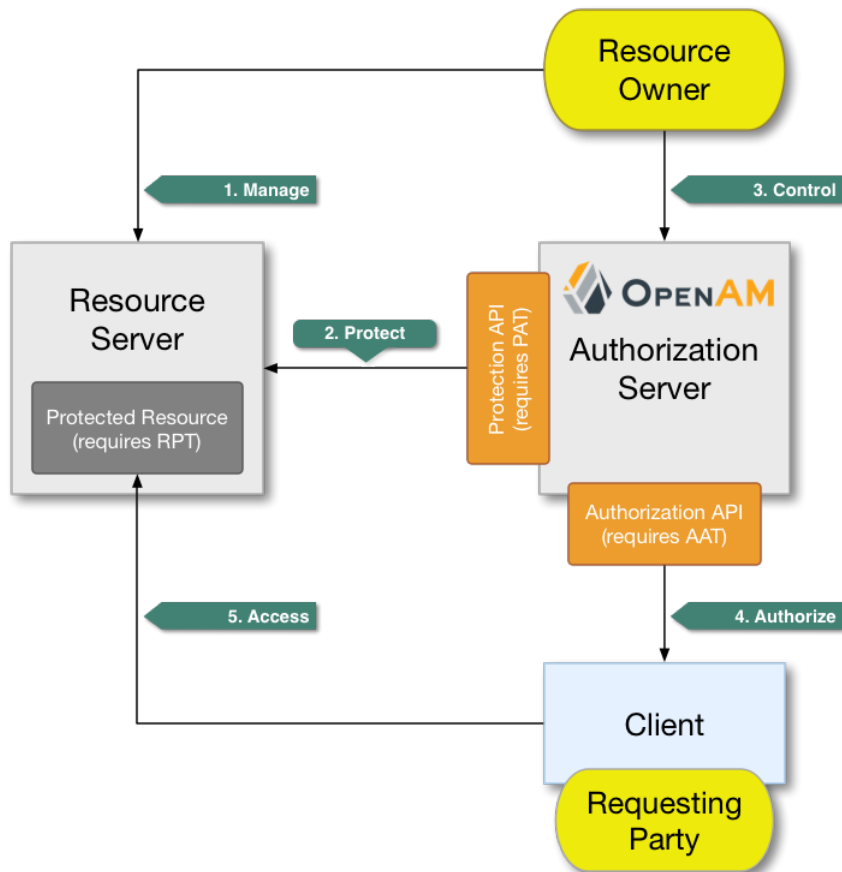 Resource
Owner
1. Manage
3. Control
Resource
Server
2. Protect
Protection API
(requires PAT)
OPENAM
Authorization
Server
Protected Resource
(requires RPT)
Authorization API
(requires AAT)
5. Access
4. Authorize
Client
Requesting
Party